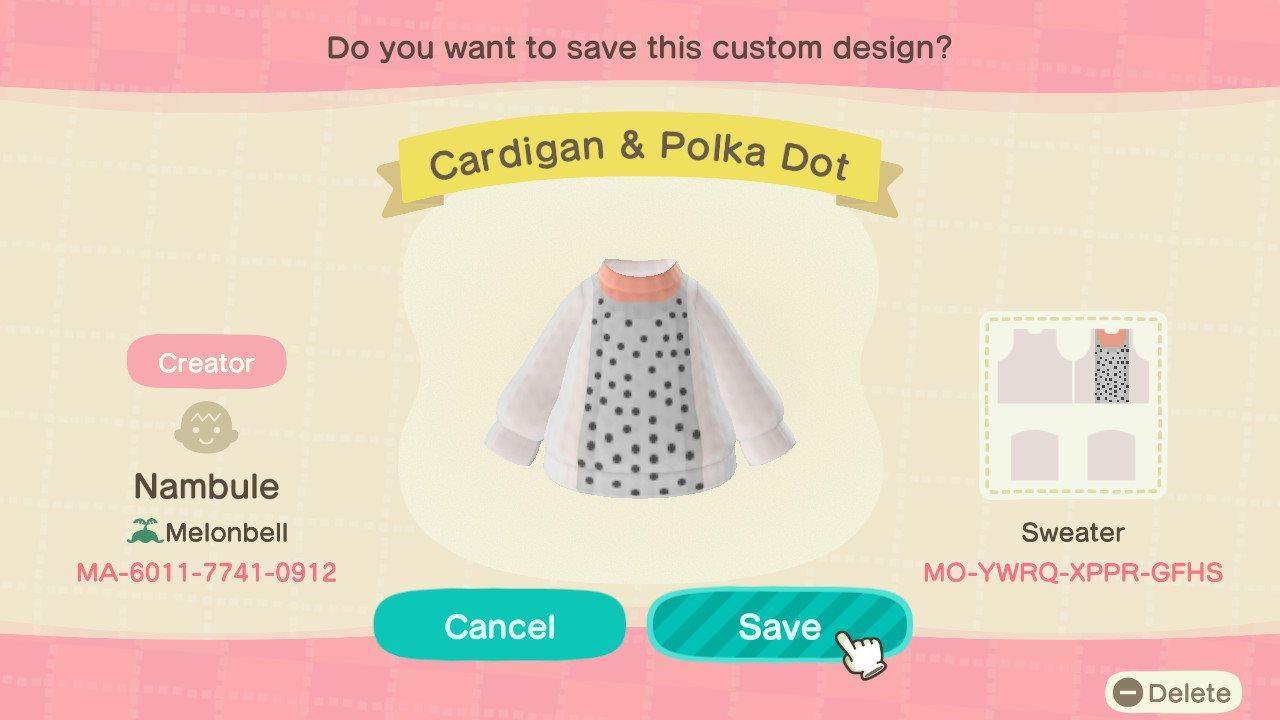 Do you want to save this custom design?
Cardigan & Polka Dot
Creator
Nambule
Melonbell
MA-6011-7741-0912
Sweater
MO-YWRQ-XPPR-GFHS
Cancel
Save
Delete